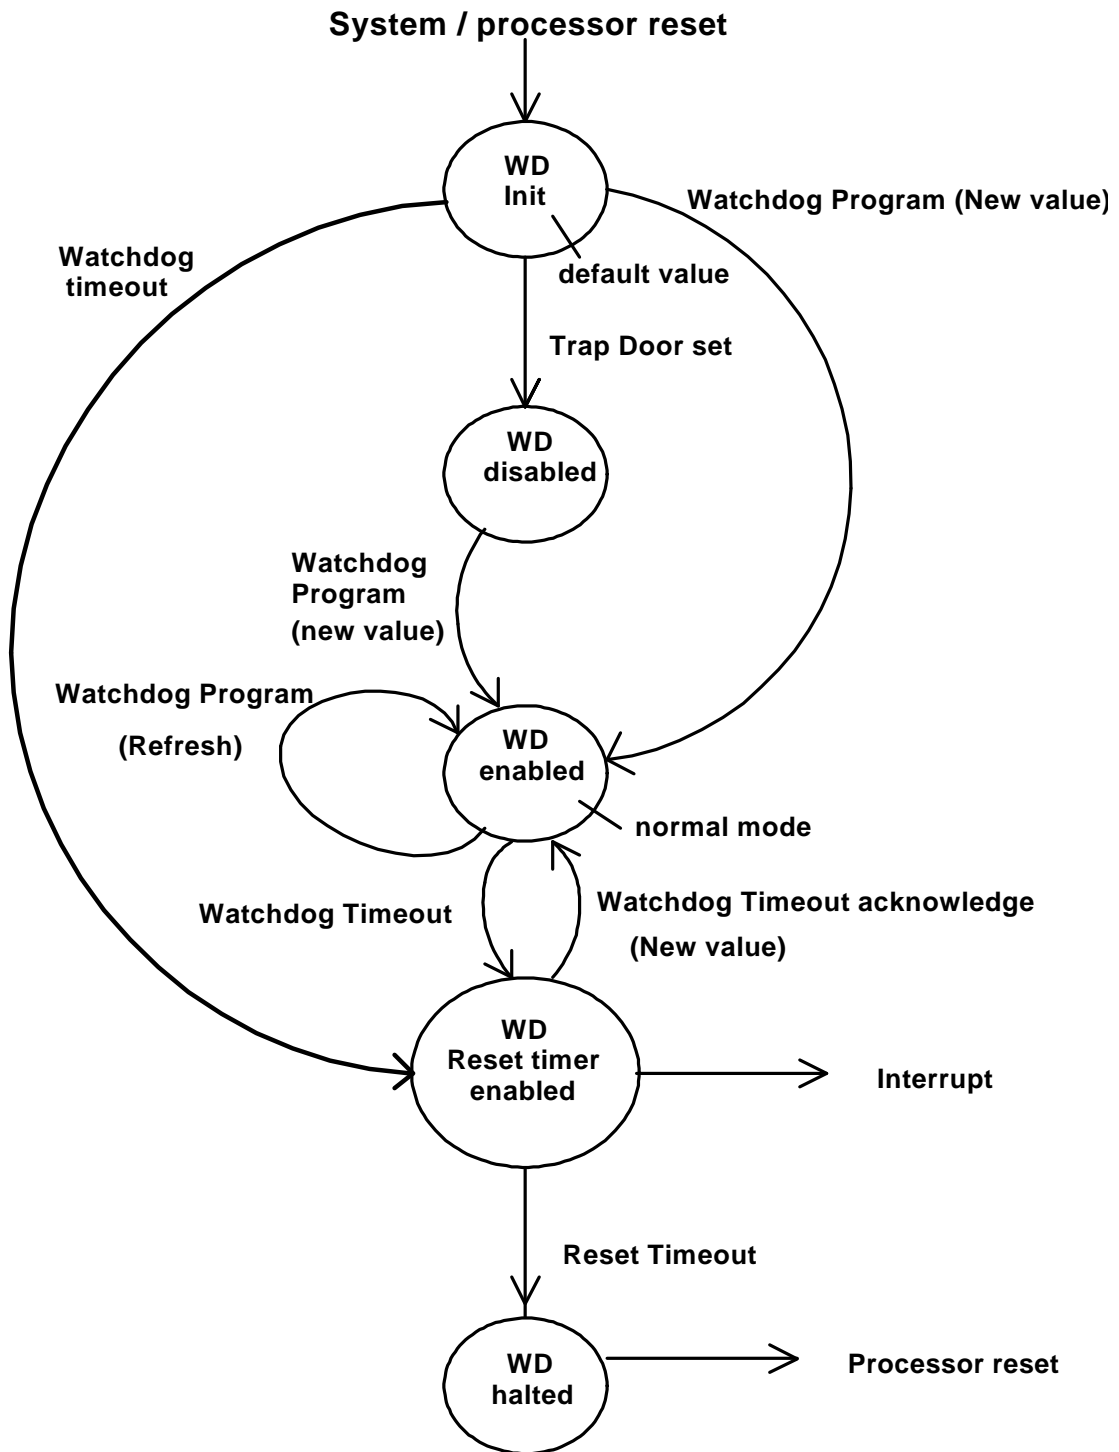 System / processor reset
WD
Init
Watchdog Program (New value)
Watchdog
timeout
default value
Trap Door set
WD
disabled
Watchdog
Program
(new value)
Watchdog Program
(Refresh)
WD
enabled
normal mode
Watchdog Timeout
Watchdog Timeout acknowledge
(New value)
WD
Reset timer
enabled
Interrupt
Reset Timeout
WD
halted
Processor reset